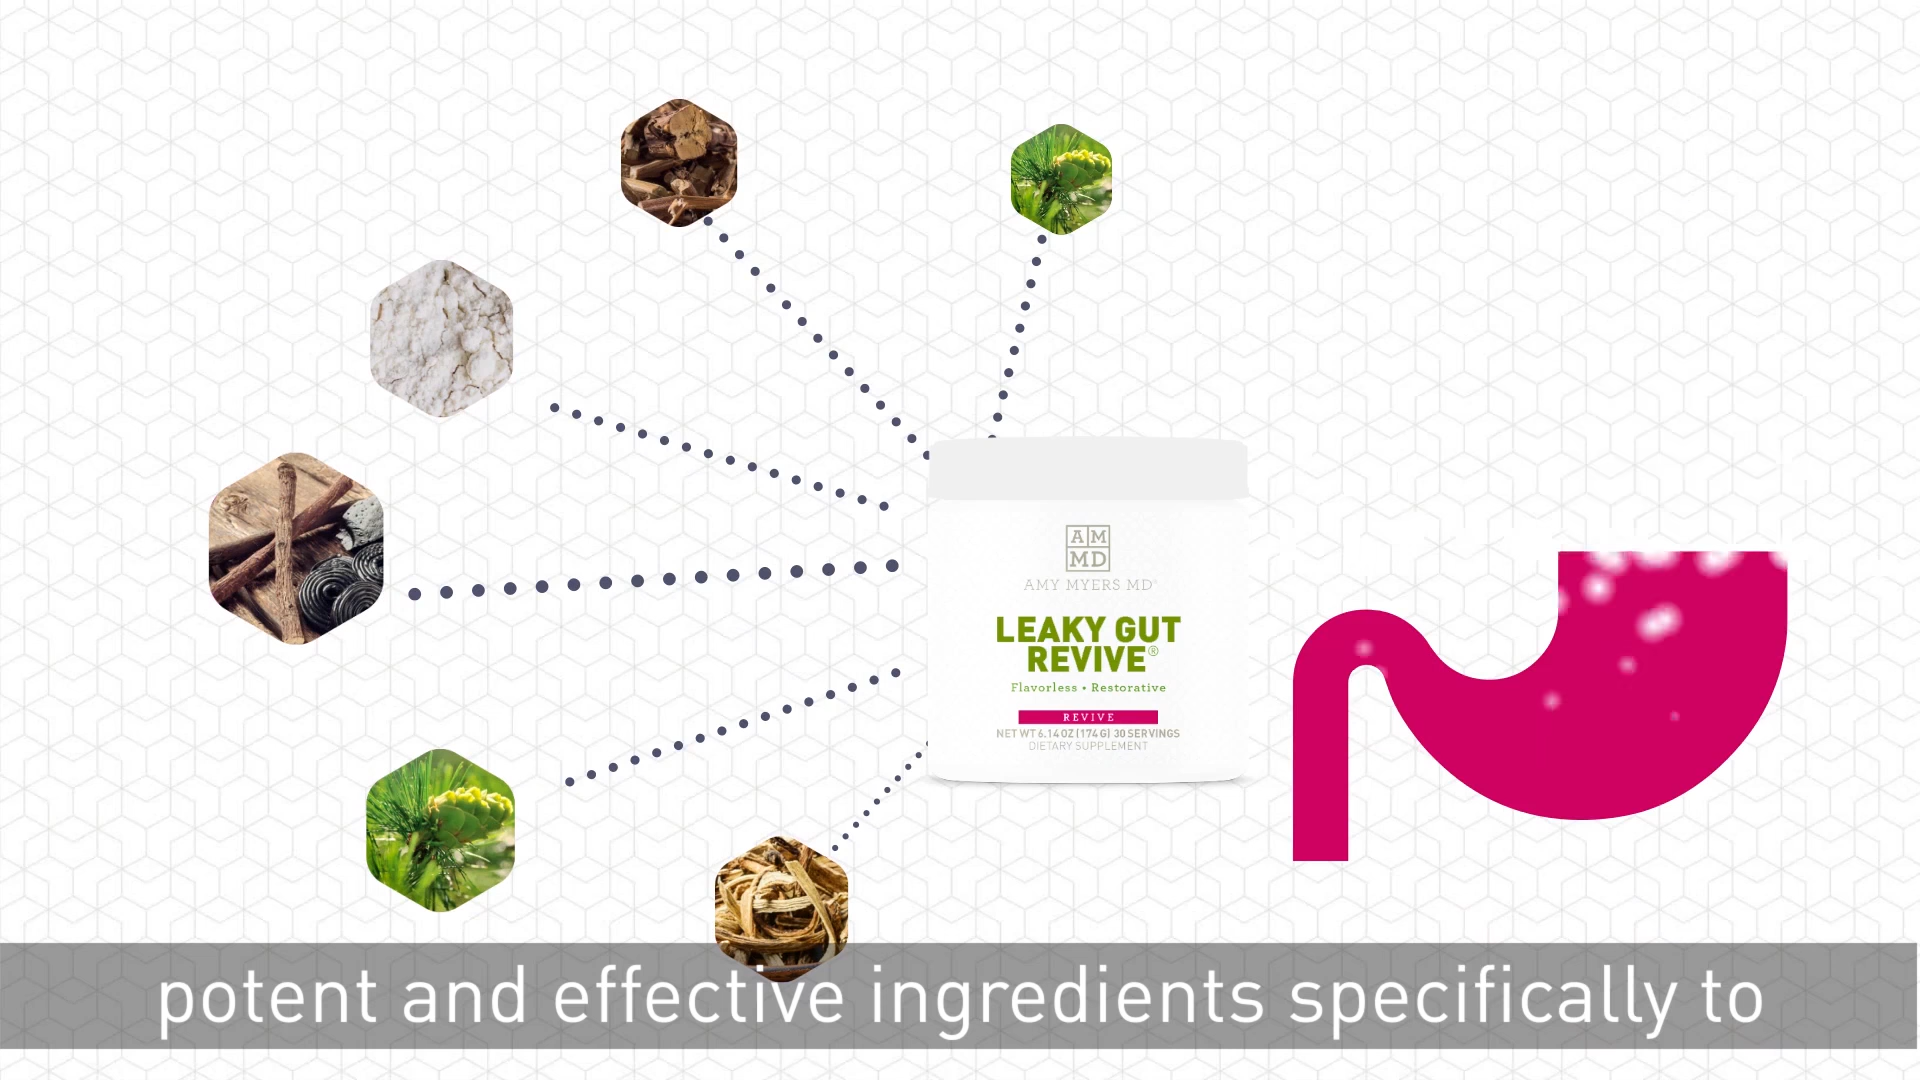 AM
MD
AMY MYERS MD®
LEAKY GUT
REVIVE®
Flavorless • Restorative
REVIVE
NET WT 6.14 OZ (174 G) 30 SERVINGS
DIETARY SUPPLEMENT
potent and effective ingredients specifically to